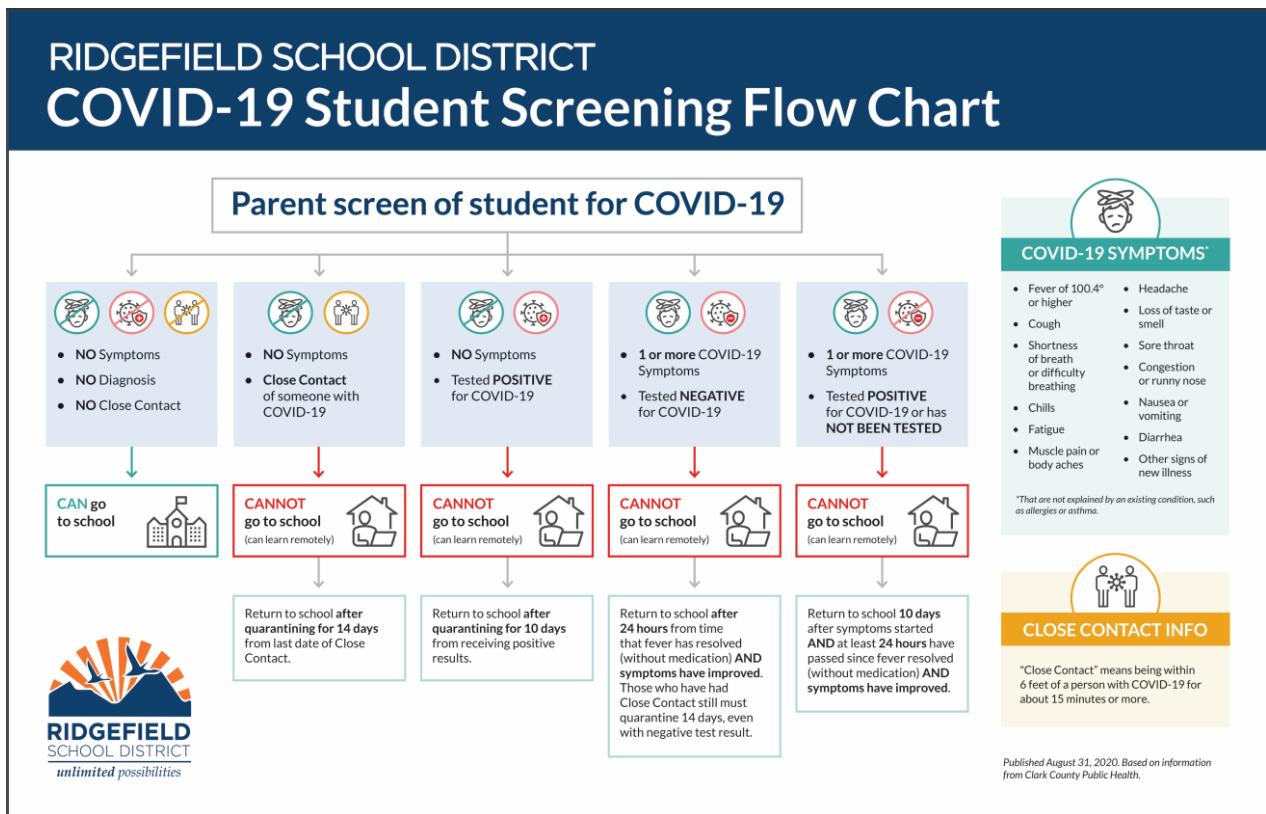 RIDGEFIELD SCHOOL DISTRICT
COVID-19 Student Screening Flow Chart
Parent screen of student for COVID-19
• NO Symptoms
• NO Diagnosis
• NO Close Contact
CAN go
to school
• NO Symptoms
• Close Contact
of someone with
COVID-19
CANNOT
go to school
(can learn remotely)
Return to school after
quarantining for 14 days
from last date of Close
Contact.
• NO Symptoms
• Tested POSITIVE
for COVID-19
CANNOT
go to school
(can learn remotely)
Return to school after
quarantining for 10 days
from receiving positive
results.
• 1 or more COVID-19
Symptoms
• Tested NEGATIVE
for COVID-19
CANNOT
go to school
(can learn remotely)
Return to school after
24 hours from time
that fever has resolved
(without medication) AND
symptoms have improved.
Those who have had
Close Contact still must
quarantine 14 days, even
with negative test result.
• 1 or more COVID-19
Symptoms
• Tested POSITIVE
for COVID-19 or has
NOT BEEN TESTED
CANNOT
go to school
(can learn remotely)
Return to school 10 days
after symptoms started
AND at least 24 hours have
passed since fever resolved
(without medication) AND
symptoms have improved.
COVID-19 SYMPTOMS*
• Fever of 100.4°
or higher
• Cough
• Shortness
of breath
or difficulty
breathing
• Chills
• Fatigue
• Muscle pain or
body aches
• Headache
• Loss of taste or
smell
• Sore throat
• Congestion
or runny nose
• Nausea or
vomiting
• Diarrhea
• Other signs of
new illness
*That are not explained by an existing condition, such
as allergies or asthma.
CLOSE CONTACT INFO
"Close Contact" means being within
6 feet of a person with COVID-19 for
about 15 minutes or more.
Published August 31, 2020. Based on information
from Clark County Public Health.
RIDGEFIELD
SCHOOL DISTRICT
unlimited possibilities